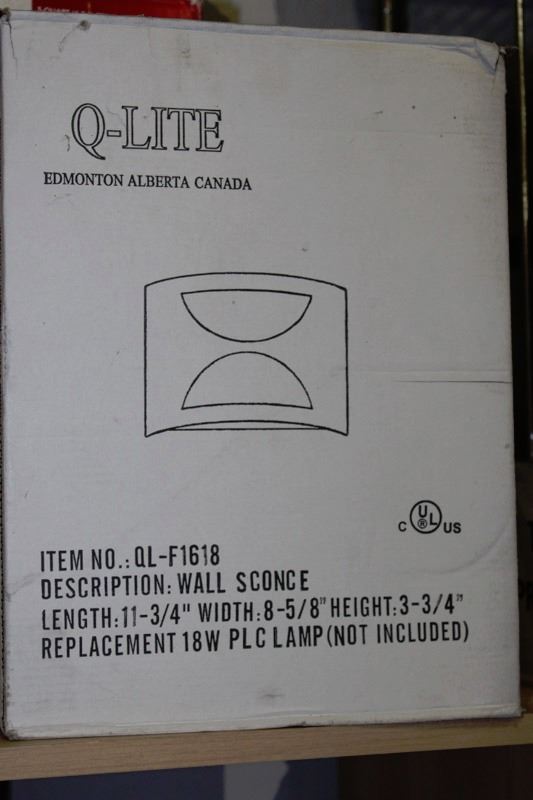 Q-LITE
EDMONTON ALBERTA CANADA
C UL® US
ITEM NO.: QL-F1618
DESCRIPTION: WALL SCONCE
LENGTH:11-3/4" WIDTH:8-5/8" HEIGHT:3-3/4"
REPLACEMENT 18W PLC LAMP(NOT INCLUDED)